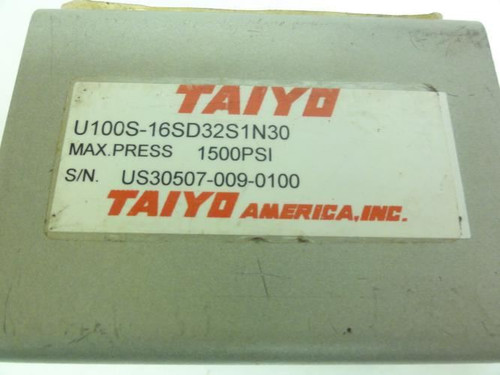 TAIYO
U100S-16SD32S1N30
MAX.PRESS 1500PSI
S/N. US30507-009-0100
TAIYO AMERICA, INC.